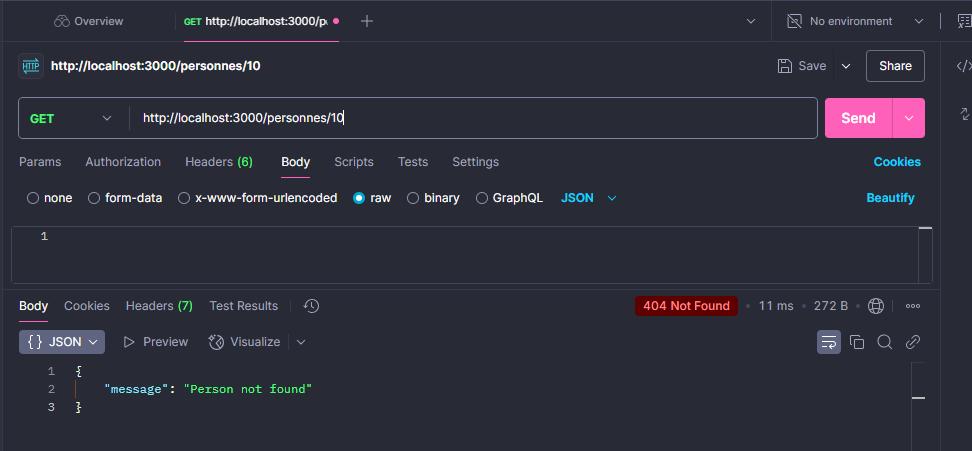 Overview GET http://localhost:3000/p No environment
HTTP http://localhost:3000/personnes/10 Save Share
GET http://localhost:3000/personnes/10 Send
Params Authorization Headers (6) Body Scripts Tests Settings Cookies
none form-data x-www-form-urlencoded raw binary GraphQL JSON Beautify
1
Body Cookies Headers (7) Test Results 404 Not Found • 11 ms • 272 B
{} JSON Preview Visualize
1 {
2 "message": "Person not found"
3 }